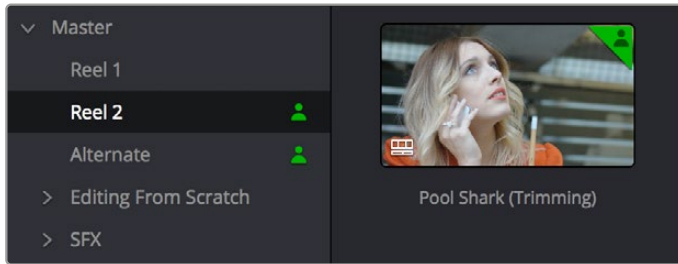 Master
Reel 1
Reel 2
Alternate
Editing From Scratch
SFX
Pool Shark (Trimming)